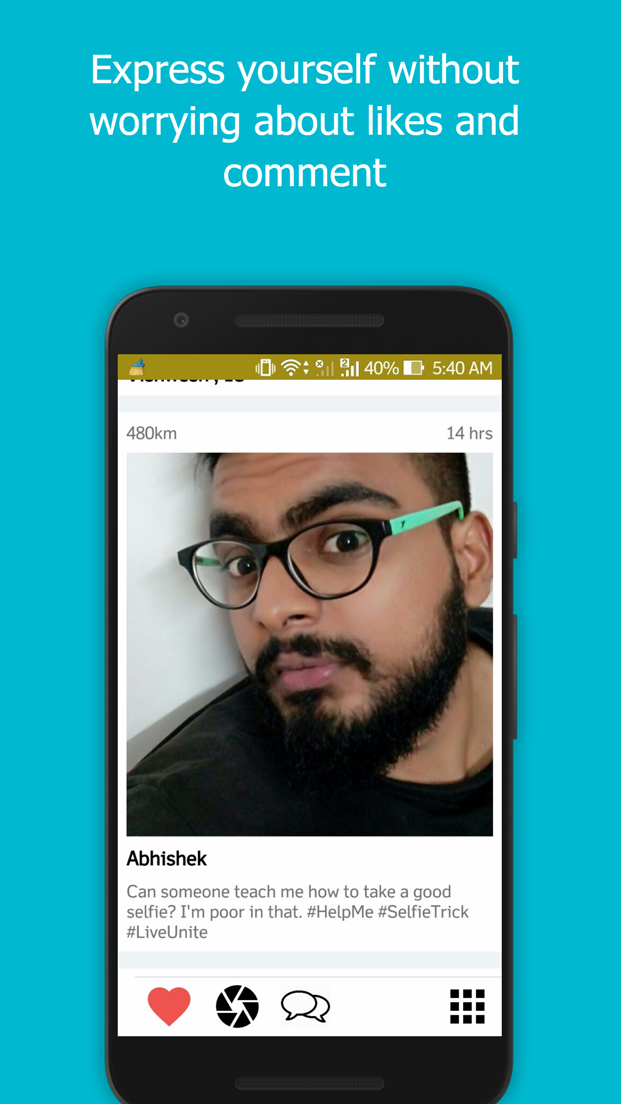 Express yourself without
worrying about likes and
comment
2
40% 5:40 AM
480km 14 hrs
Abhishek
Can someone teach me how to take a good
selfie? I'm poor in that. #HelpMe #SelfieTrick
#LiveUnite